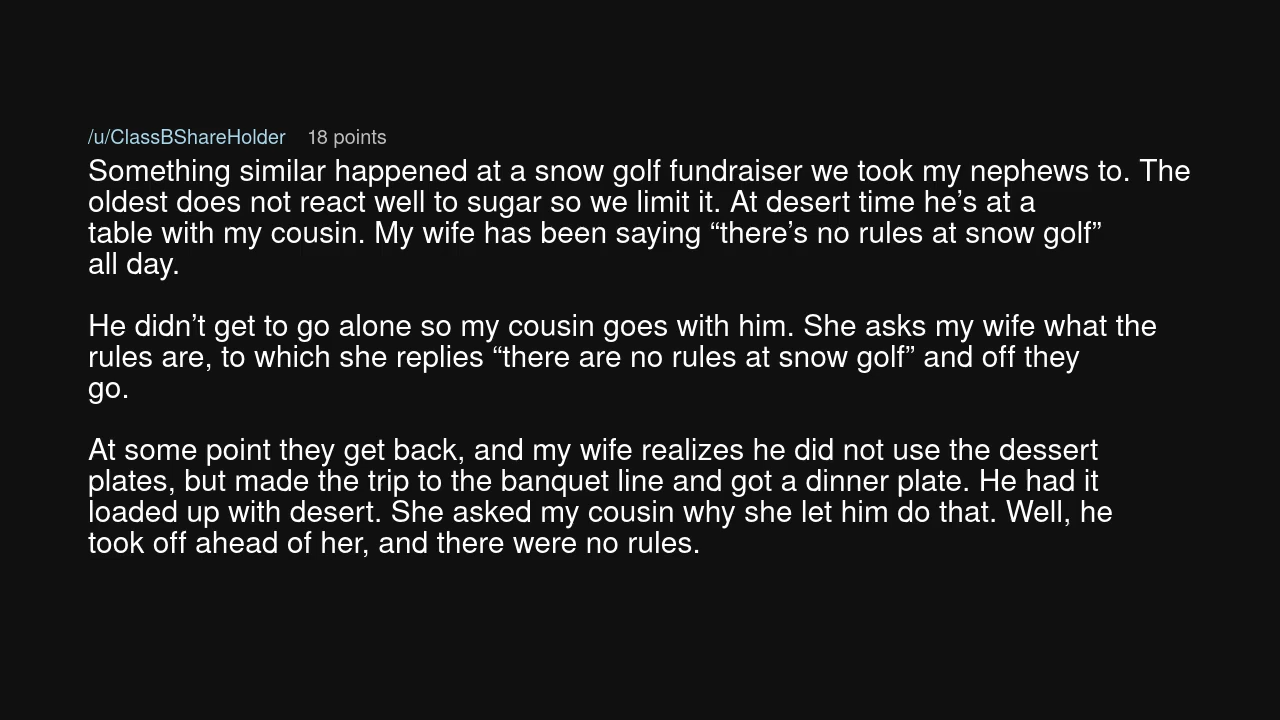 /u/ClassBShareHolder 18 points
Something similar happened at a snow golf fundraiser we took my nephews to. The
oldest does not react well to sugar so we limit it. At desert time he’s at a
table with my cousin. My wife has been saying “there’s no rules at snow golf”
all day.
He didn’t get to go alone so my cousin goes with him. She asks my wife what the
rules are, to which she replies “there are no rules at snow golf” and off they
go.
At some point they get back, and my wife realizes he did not use the dessert
plates, but made the trip to the banquet line and got a dinner plate. He had it
loaded up with desert. She asked my cousin why she let him do that. Well, he
took off ahead of her, and there were no rules.